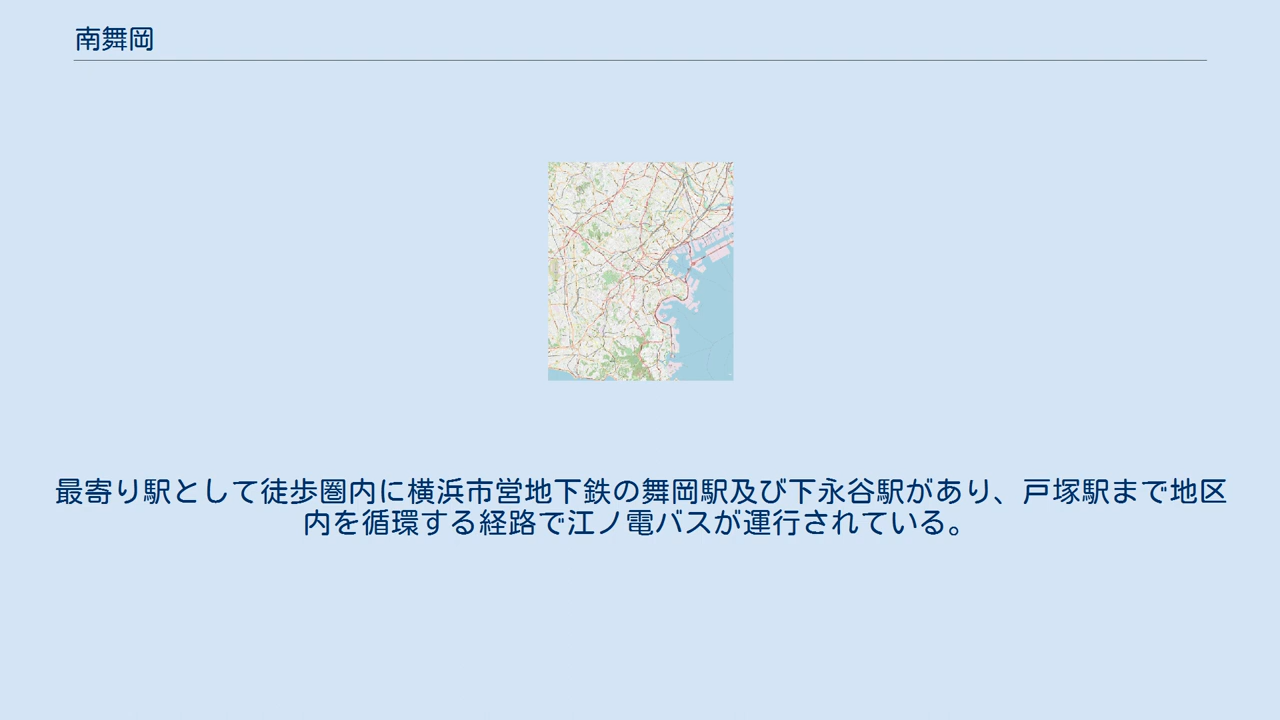 南舞岡
最寄り駅として徒歩圏内に横浜市営地下鉄の舞岡駅及び下永谷駅があり、戸塚駅まで地区
内を循環する経路で江ノ電バスが運行されている。